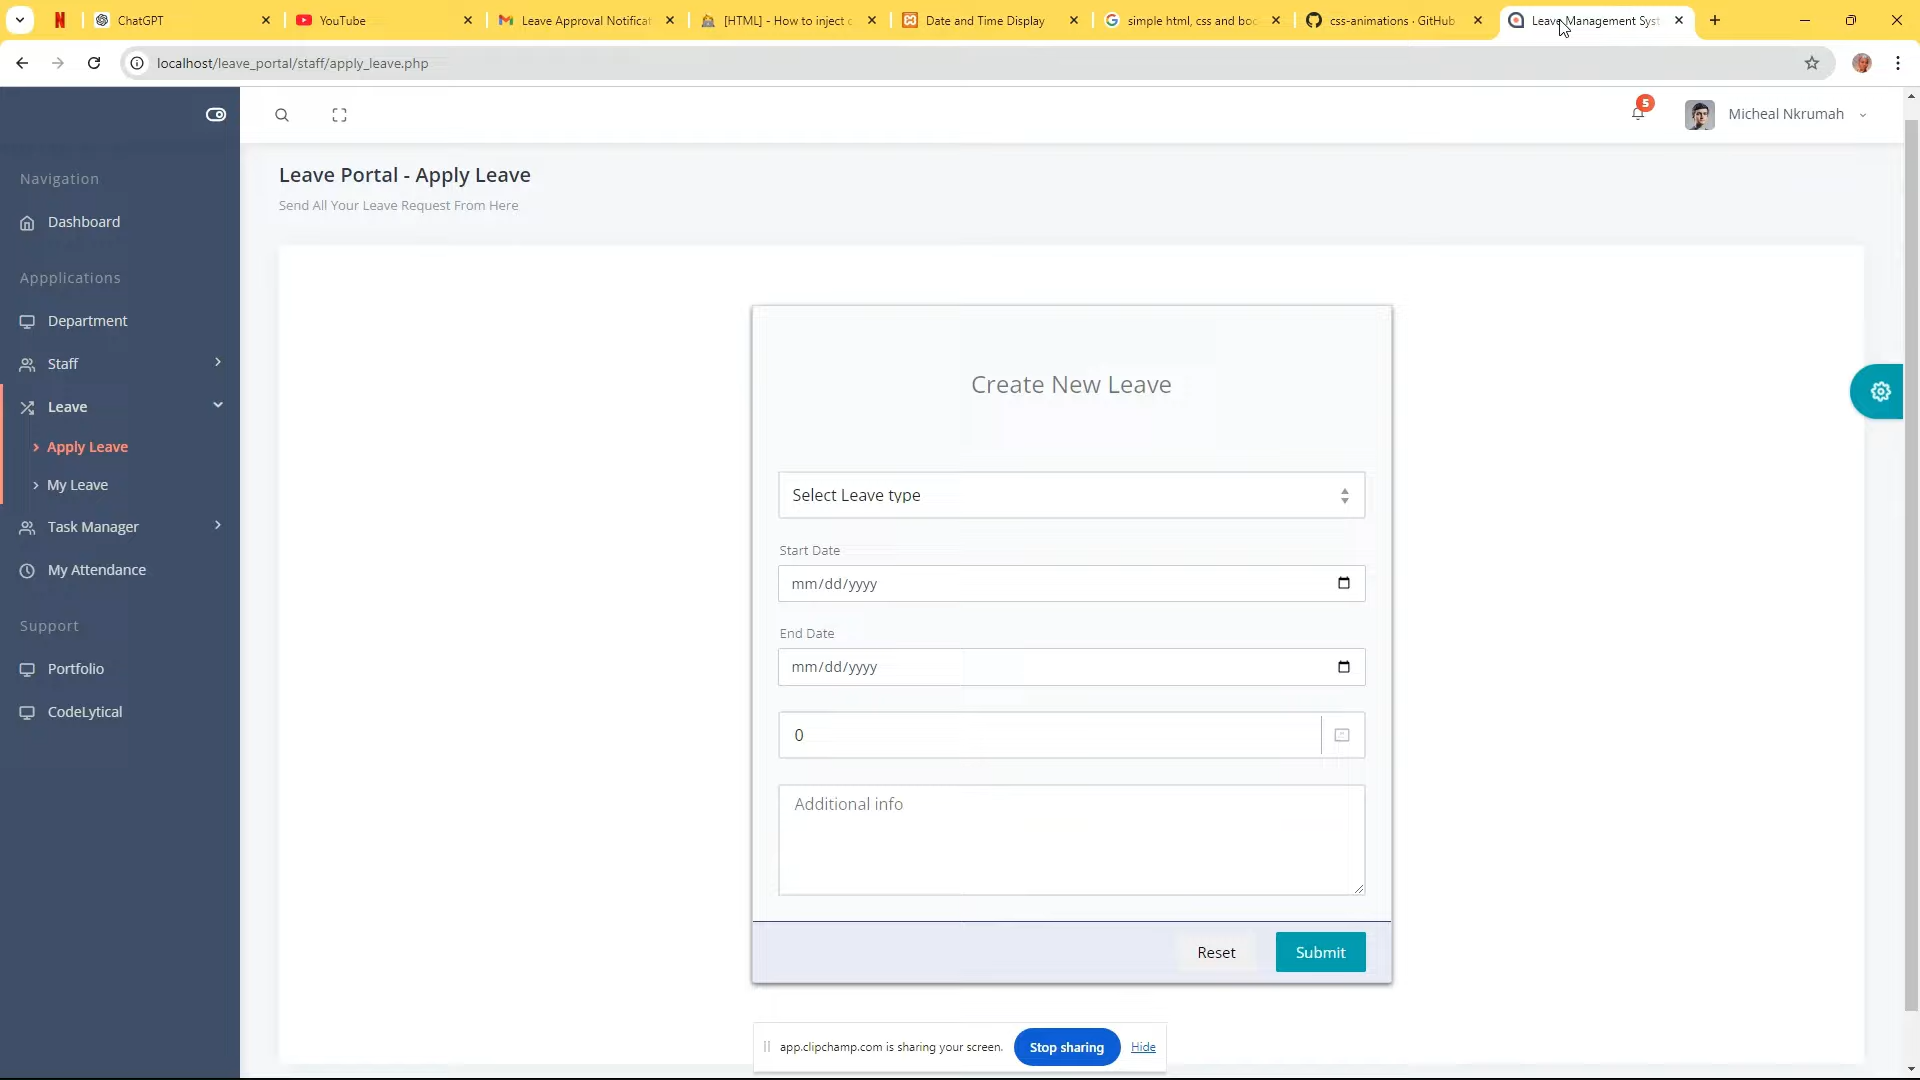 ChatGPT
YouTube
Leave Approval Notificat
[HTML] - How to inject c
Date and Time Display
simple html, css and boo
css-animations · GitHub
Leave Management Syst
localhost/leave_portal/staff/apply_leave.php
5
Micheal Nkrumah
Navigation
Dashboard
Appplications
Department
Staff
Leave
Apply Leave
My Leave
Task Manager
My Attendance
Support
Portfolio
CodeLytical
Leave Portal - Apply Leave
Send All Your Leave Request From Here
Create New Leave
Select Leave type
Start Date
mm/dd/yyyy
End Date
mm/dd/yyyy
0
Additional info
Reset
Submit
app.clipchamp.com is sharing your screen.
Stop sharing
Hide